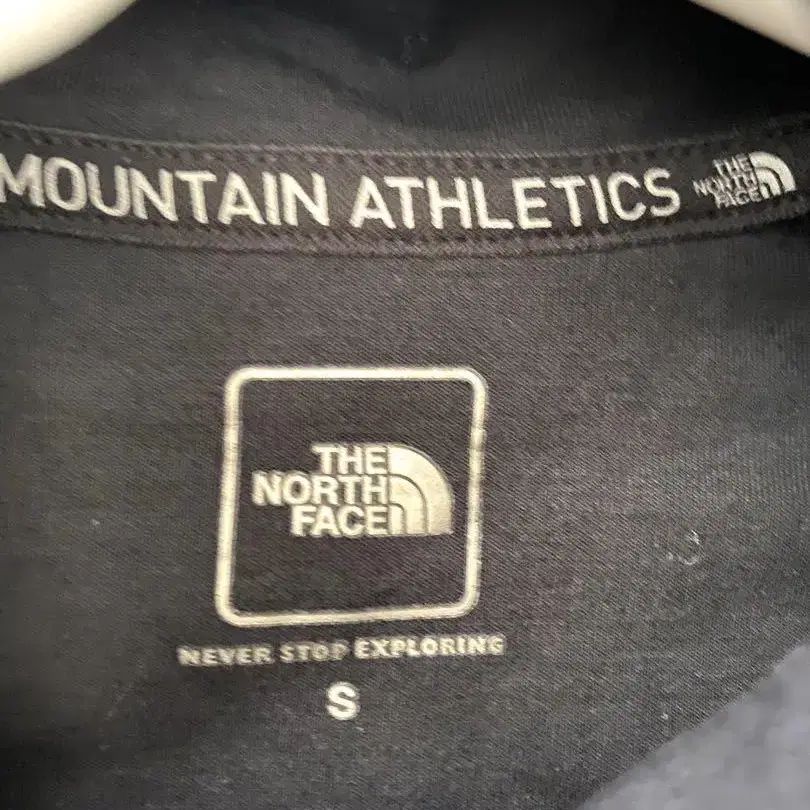 MOUNTAIN ATHLETICS
THE
NORTH
FACE
THE
NORTH
FACE
NEVER STOP EXPLORING
S